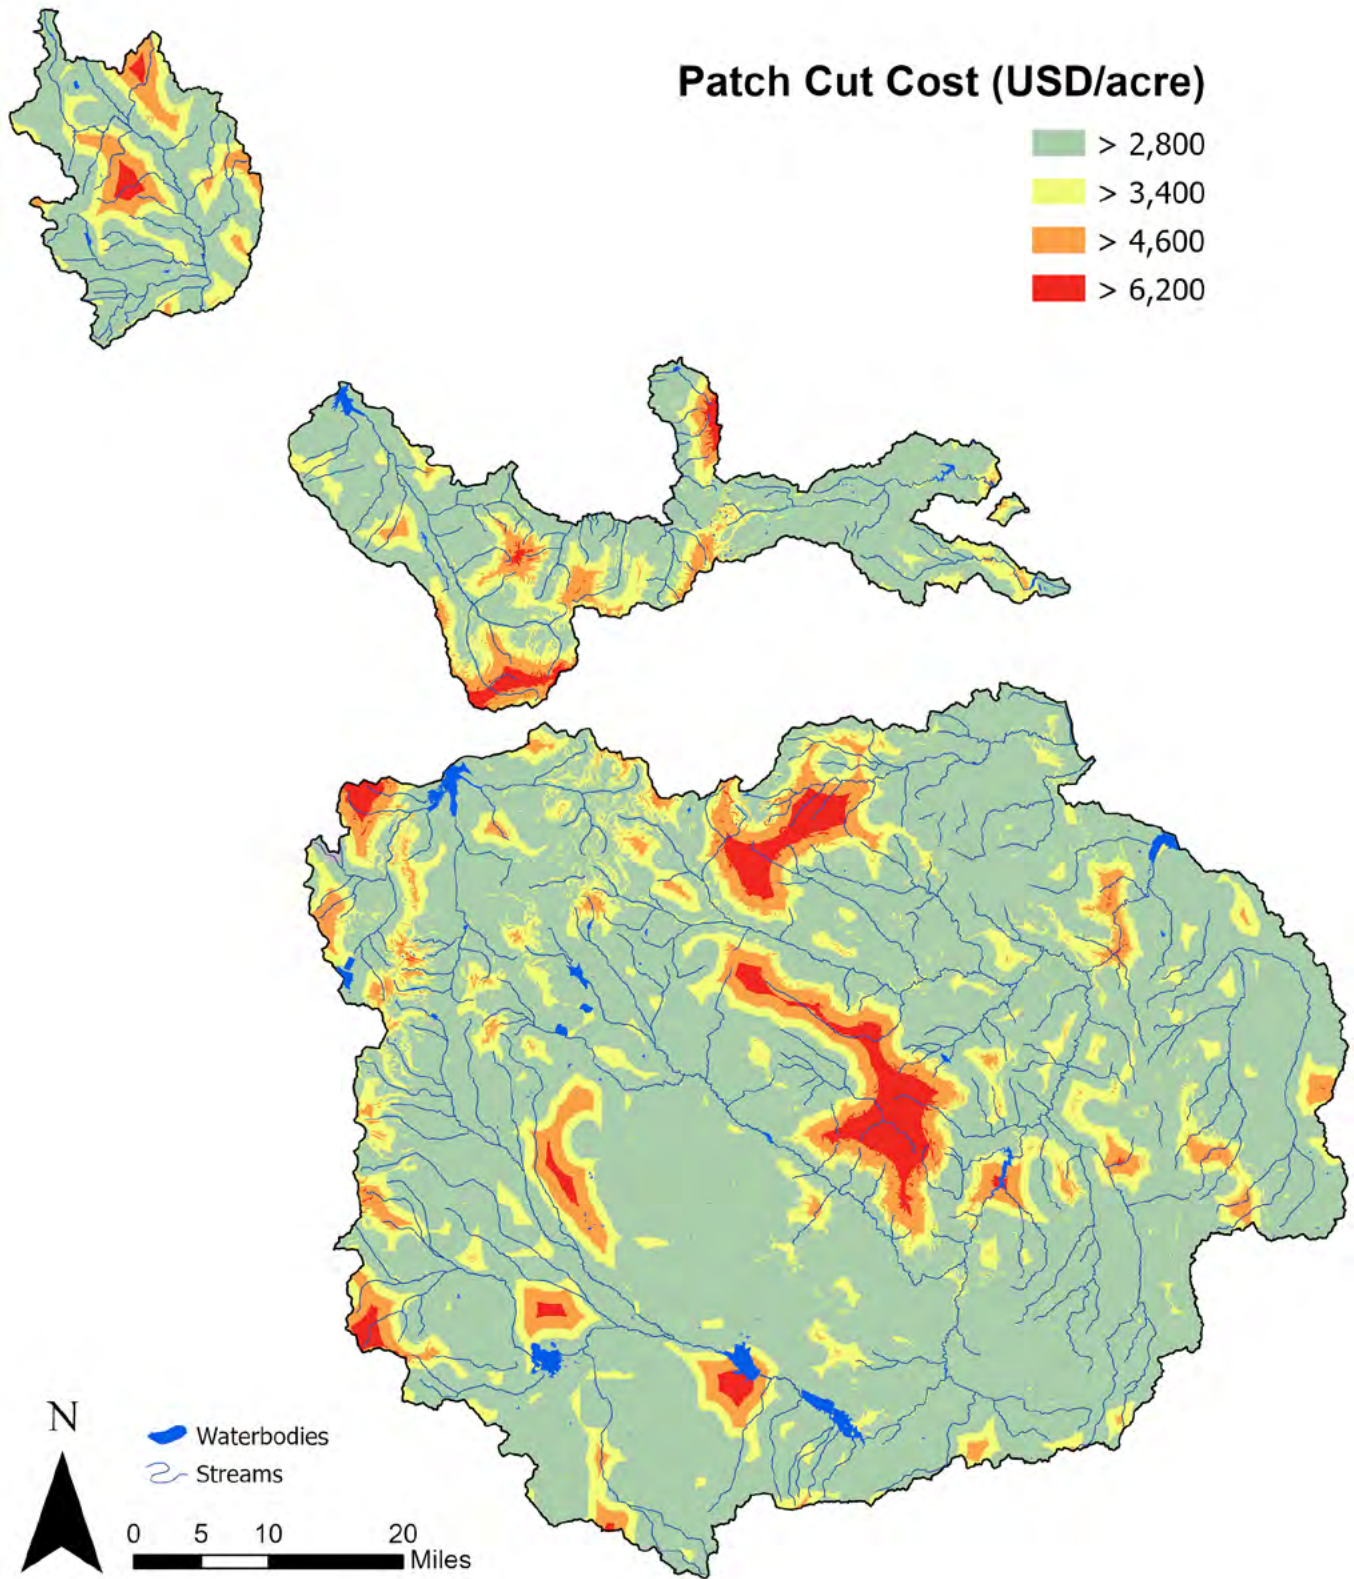 Patch Cut Cost (USD/acre)
> 2,800
> 3,400
> 4,600
> 6,200
N
Waterbodies
Streams
0 5 10 20
Miles